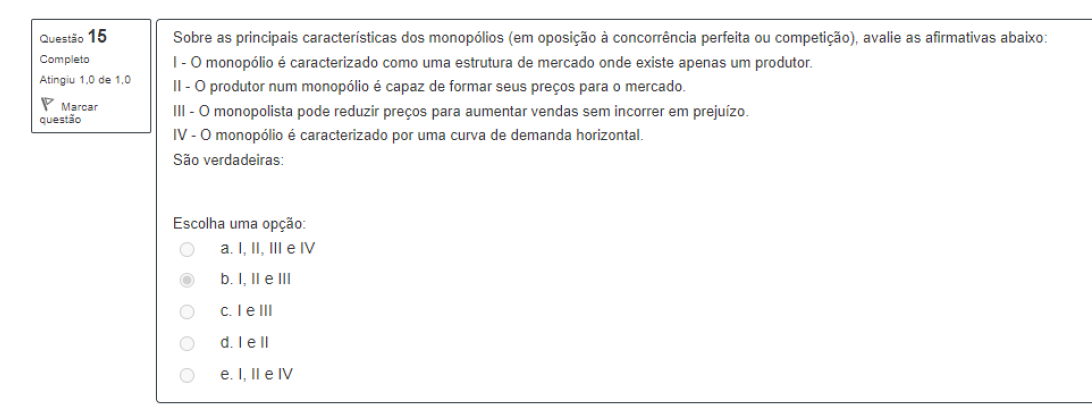 Questão 15
Completo
Atingiu 1,0 de 1,0
Marcar
questão
Sobre as principais características dos monopólios (em oposição à concorrência perfeita ou competição), avalie as afirmativas abaixo:
I - O monopólio é caracterizado como uma estrutura de mercado onde existe apenas um produtor.
II - O produtor num monopólio é capaz de formar seus preços para o mercado.
III - O monopolista pode reduzir preços para aumentar vendas sem incorrer em prejuízo.
IV - O monopólio é caracterizado por uma curva de demanda horizontal.
São verdadeiras:
Escolha uma opção:
a. I, II, III e IV
b. I, II e III
c. I e III
d. I e II
e. I, II e IV